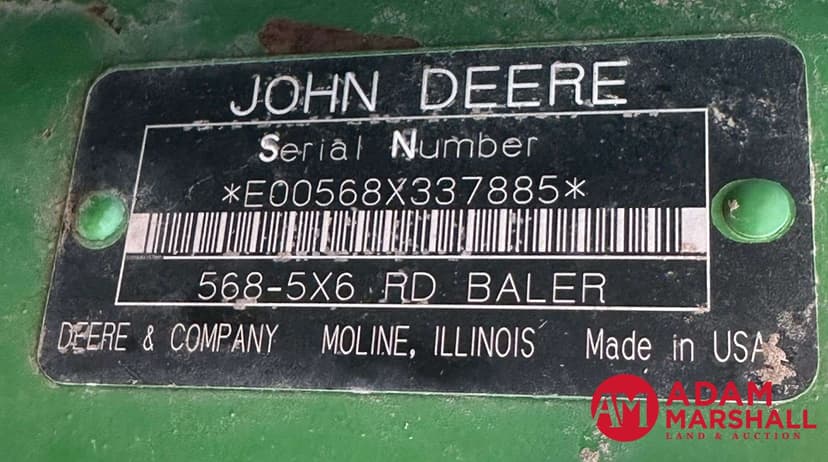 JOHN DEERE
Serial Number
*E00568X337885*
568-5X6 RD BALER
DEERE & COMPANY MOLINE, ILLINOIS Made in USA
AM ADAM
MARSHALL
LAND & AUCTION